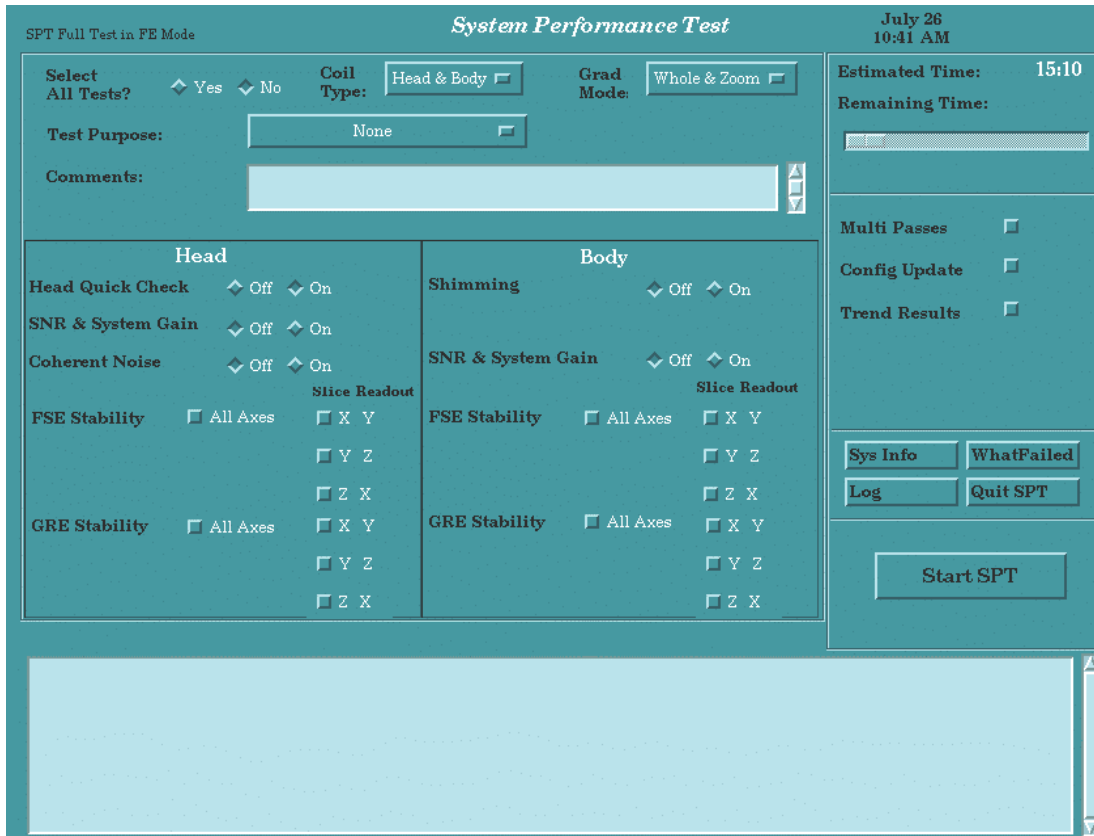 SPT Full Test in FE Mode
System Performance Test
July 26
10:41 AM
Select
All Tests?
Yes No
Coil
Type:
Head & Body
Grad
Mode:
Whole & Zoom
Test Purpose:
None
Comments:
Estimated Time: 15:10
Remaining Time:
Multi Passes
Config Update
Trend Results
Sys Info WhatFailed
Log Quit SPT
Start SPT
Head
Head Quick Check Off On
SNR & System Gain Off On
Coherent Noise Off On
Slice Readout
FSE Stability All Axes X Y
Y Z
Z X
GRE Stability All Axes X Y
Y Z
Z X
Body
Shimming Off On
SNR & System Gain Off On
Slice Readout
FSE Stability All Axes X Y
Y Z
Z X
GRE Stability All Axes X Y
Y Z
Z X